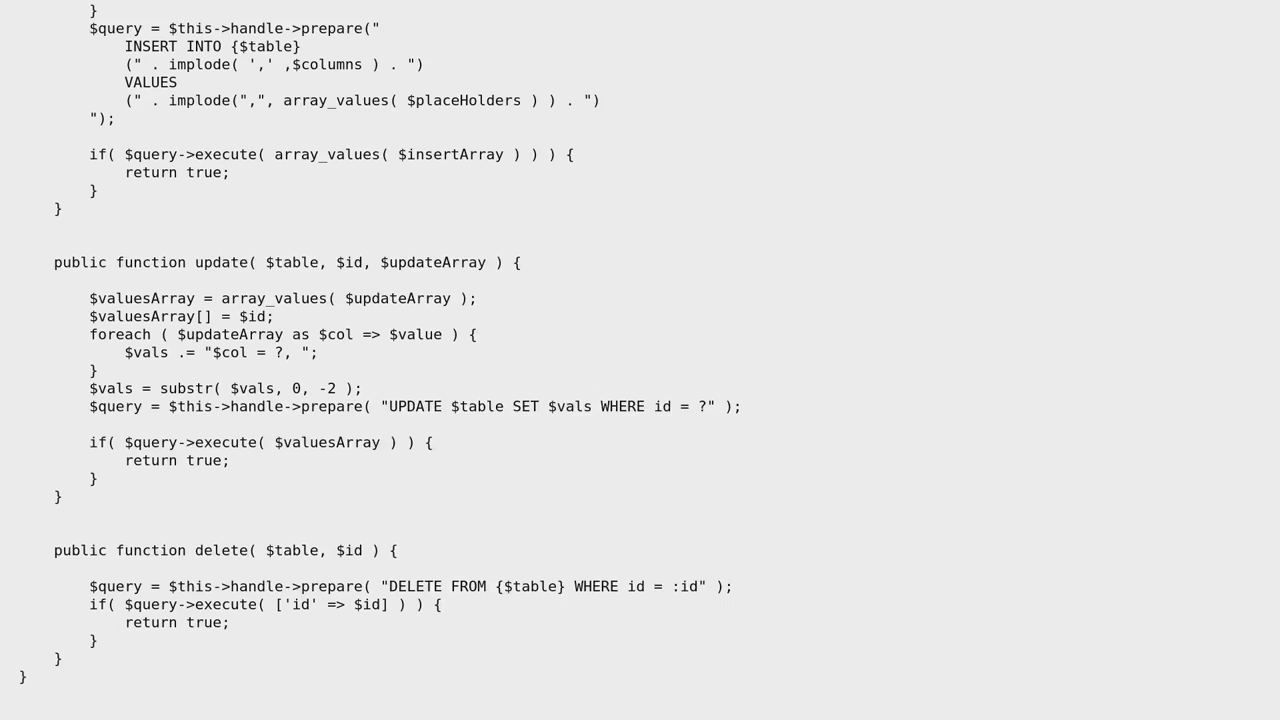 }
$query = $this->handle->prepare("
INSERT INTO {$table}
(" . implode( ',' ,$columns ) . ")
VALUES
(" . implode(",", array_values( $placeHolders ) ) . ")
");
if( $query->execute( array_values( $insertArray ) ) ) {
return true;
}
}
public function update( $table, $id, $updateArray ) {
$valuesArray = array_values( $updateArray );
$valuesArray[] = $id;
foreach ( $updateArray as $col => $value ) {
$vals .= "$col = ?, ";
}
$vals = substr( $vals, 0, -2 );
$query = $this->handle->prepare( "UPDATE $table SET $vals WHERE id = ?" );
if( $query->execute( $valuesArray ) ) {
return true;
}
}
public function delete( $table, $id ) {
$query = $this->handle->prepare( "DELETE FROM {$table} WHERE id = :id" );
if( $query->execute( ['id' => $id] ) ) {
return true;
}
}
}